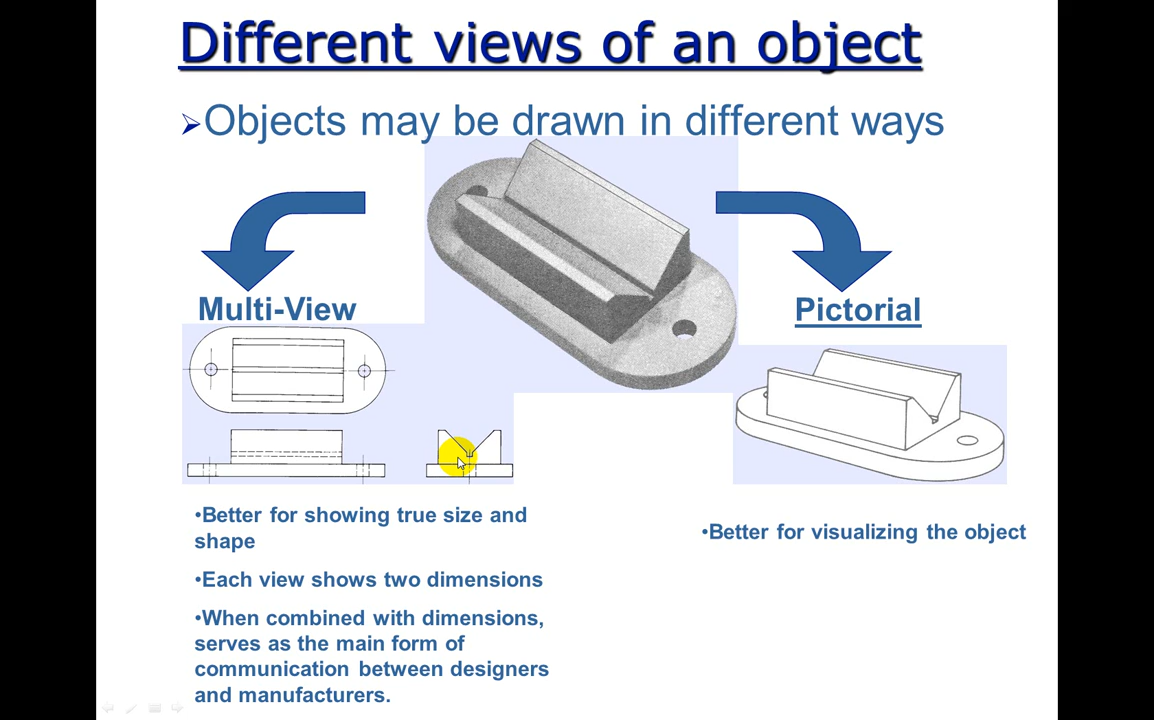 Different views of an object
➢Objects may be drawn in different ways
Multi-View
Pictorial
•Better for showing true size and
shape
•Each view shows two dimensions
•When combined with dimensions,
serves as the main form of
communication between designers
and manufacturers.
•Better for visualizing the object